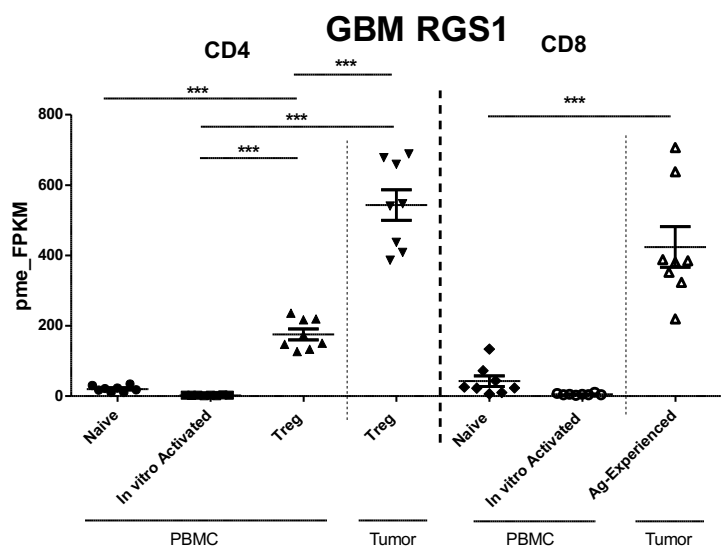 GBM RGS1
CD4
CD8
***
***
***
***
***
pme_FPKM
800
600
400
200
0
Naive
In vitro Activated
Treg
Treg
Naive
In vitro Activated
Ag-Experienced
PBMC
Tumor
PBMC
Tumor